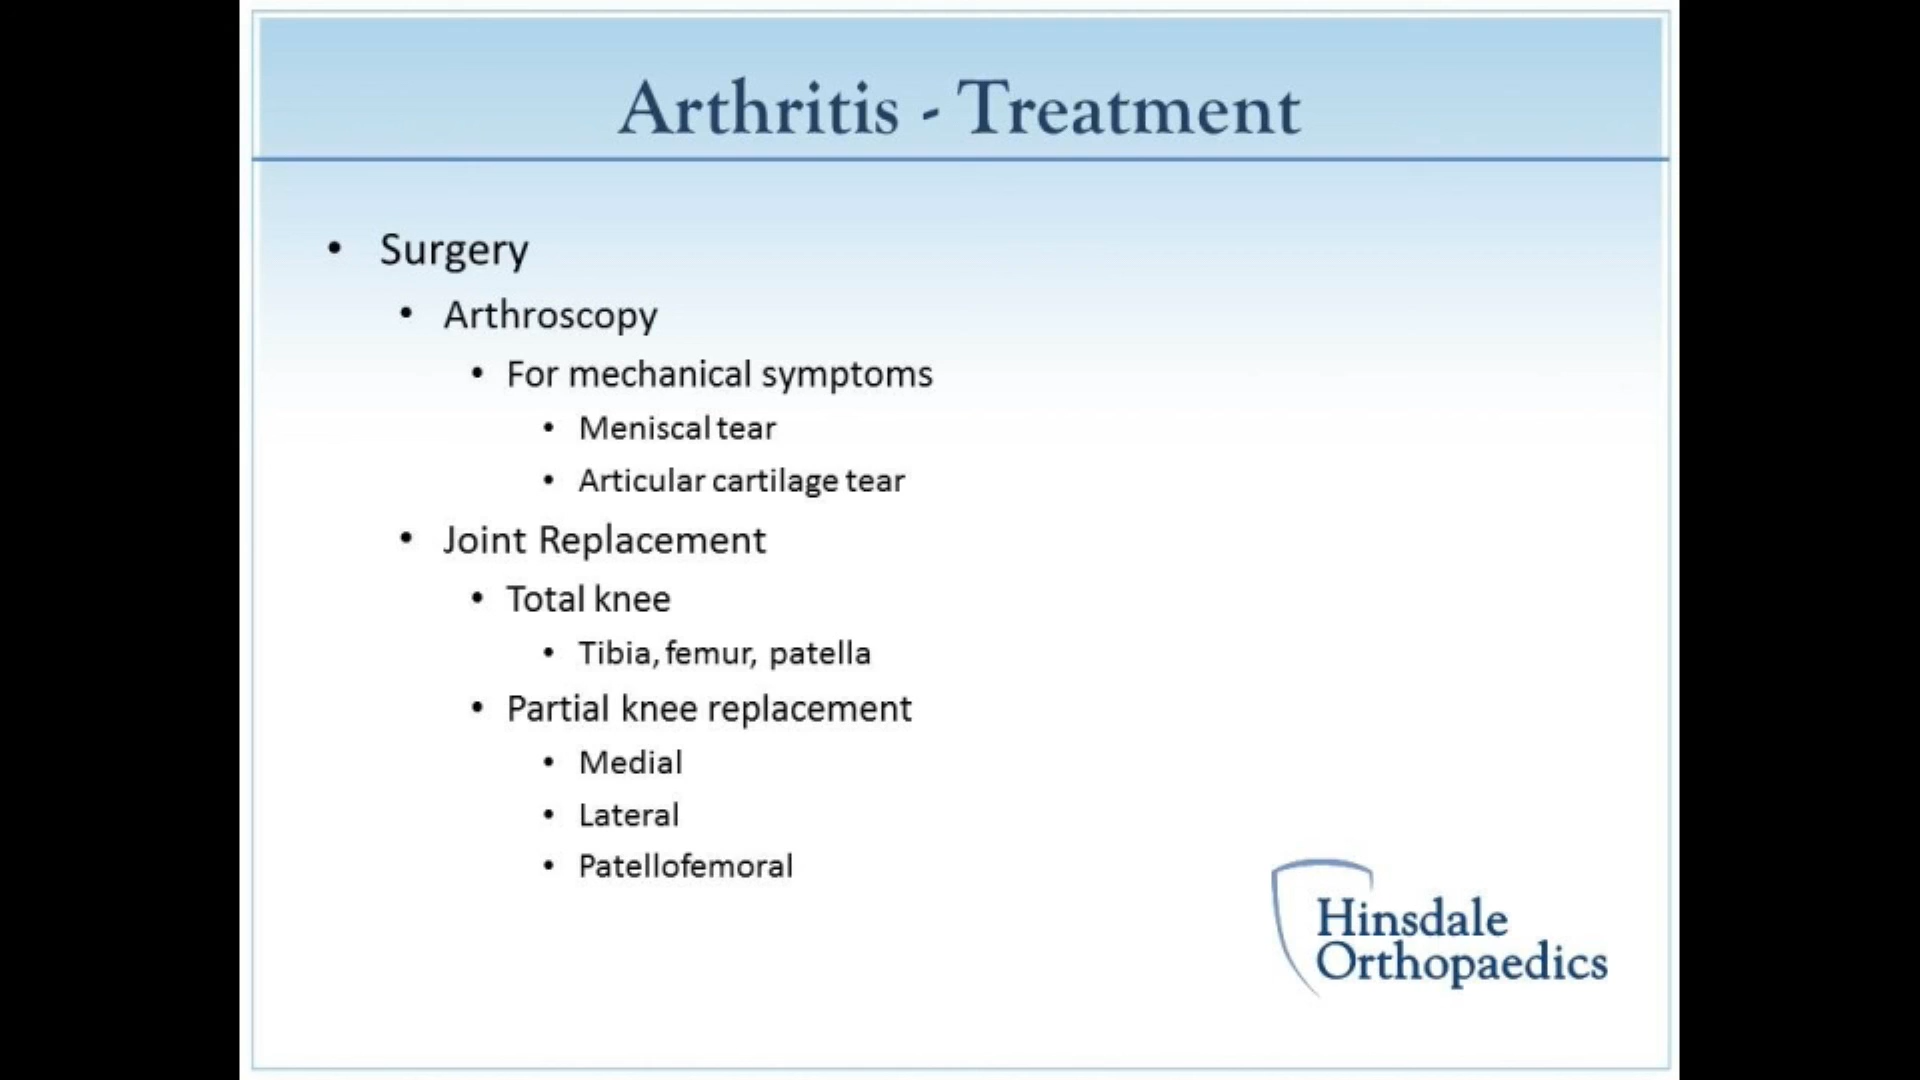 Arthritis - Treatment
• Surgery
• Arthroscopy
• For mechanical symptoms
• Meniscal tear
• Articular cartilage tear
• Joint Replacement
• Total knee
• Tibia, femur, patella
• Partial knee replacement
• Medial
• Lateral
• Patellofemoral
Hinsdale
Orthopaedics